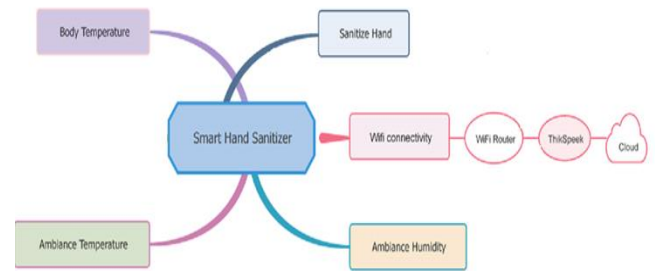 Body Temperature
Sanitize Hand
Smart Hand Sanitizer
Wifi connectivity
WiFi Router
ThikSpeek
Cloud
Ambiance Temperature
Ambiance Humidity